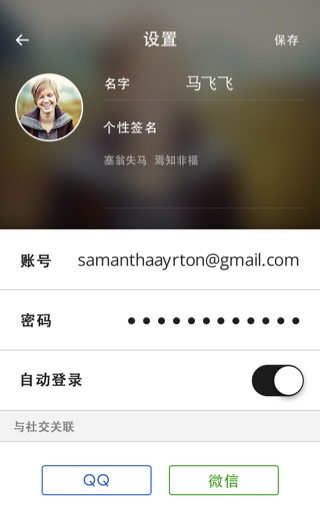 设置
保存
名字 马飞飞
个性签名
塞翁失马 焉知非福
账号 samanthaayrton@gmail.com
密码 ●●●●●●●●●●●●
自动登录
与社交关联
QQ 微信